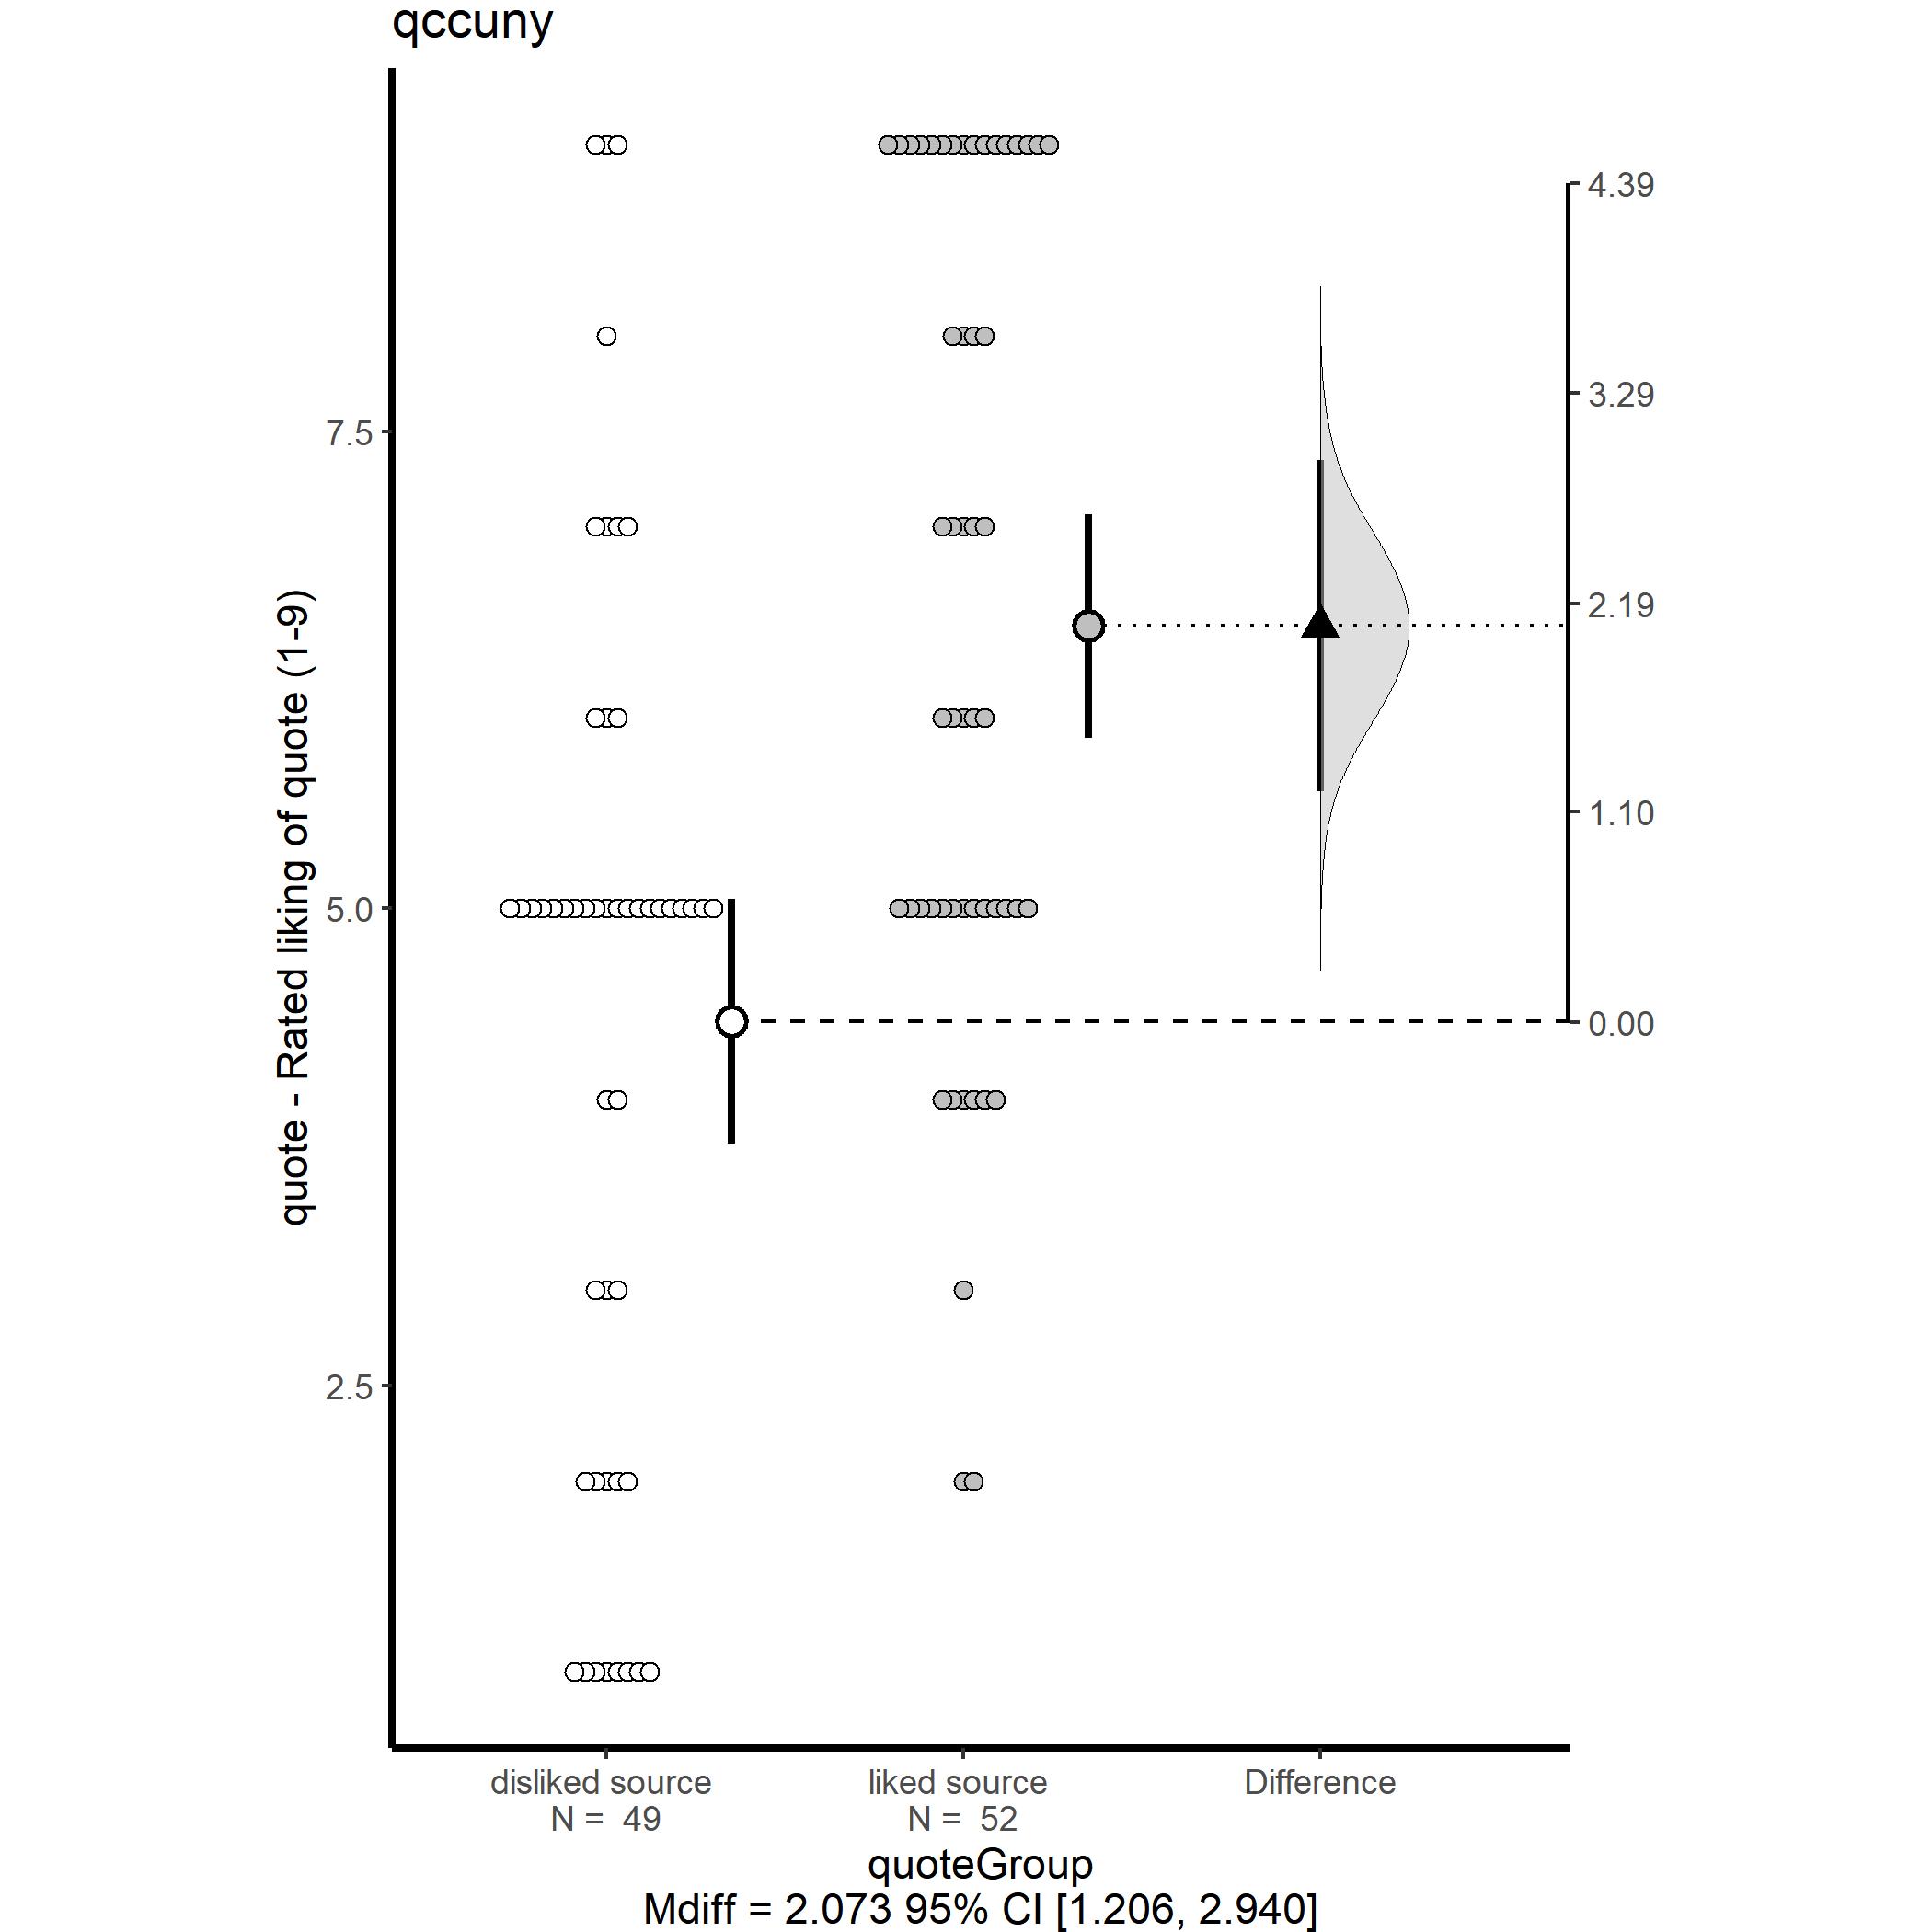 qccuny
4.39
3.29
7.5
2.19
1.10
5.0
0.00
2.5
quote - Rated liking of quote (1-9)
disliked source
N =  49
liked source
N =  52
Difference
quoteGroup
Mdiff = 2.073 95% CI [1.206, 2.940]